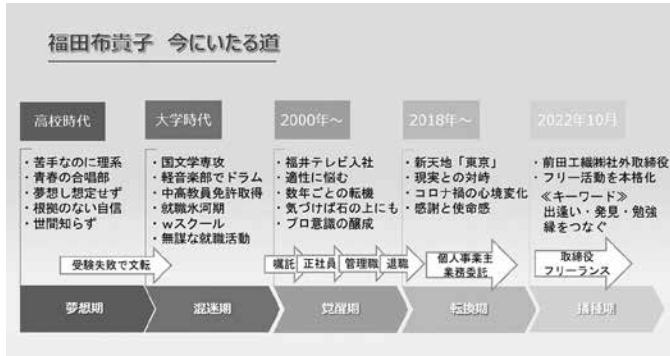 福田布貴子 今にいたる道
高校時代
・苦手なのに理系
・青春の合唱部
・夢想し想定せず
・根拠のない自信
・世間知らず
大学時代
・国文学専攻
・軽音楽部でドラム
・中高教員免許取得
・就職氷河期
・wスクール
・無謀な就職活動
2000年～
・福井テレビ入社
・適性に悩む
・数年ごとの転機
・気づけば石の上にも
・プロ意識の醸成
2018年～
・新天地「東京」
・現実との対峙
・コロナ禍の心境変化
・感謝と使命感
2022年10月
・前田工繊㈱社外取締役
・フリー活動を本格化
≪キーワード≫
出逢い・発見・勉強
縁をつなぐ
受験失敗で文転
嘱託
正社員
管理職
退職
個人事業主
業務委託
取締役
フリーランス
夢想期
混迷期
覚醒期
転換期
播種期